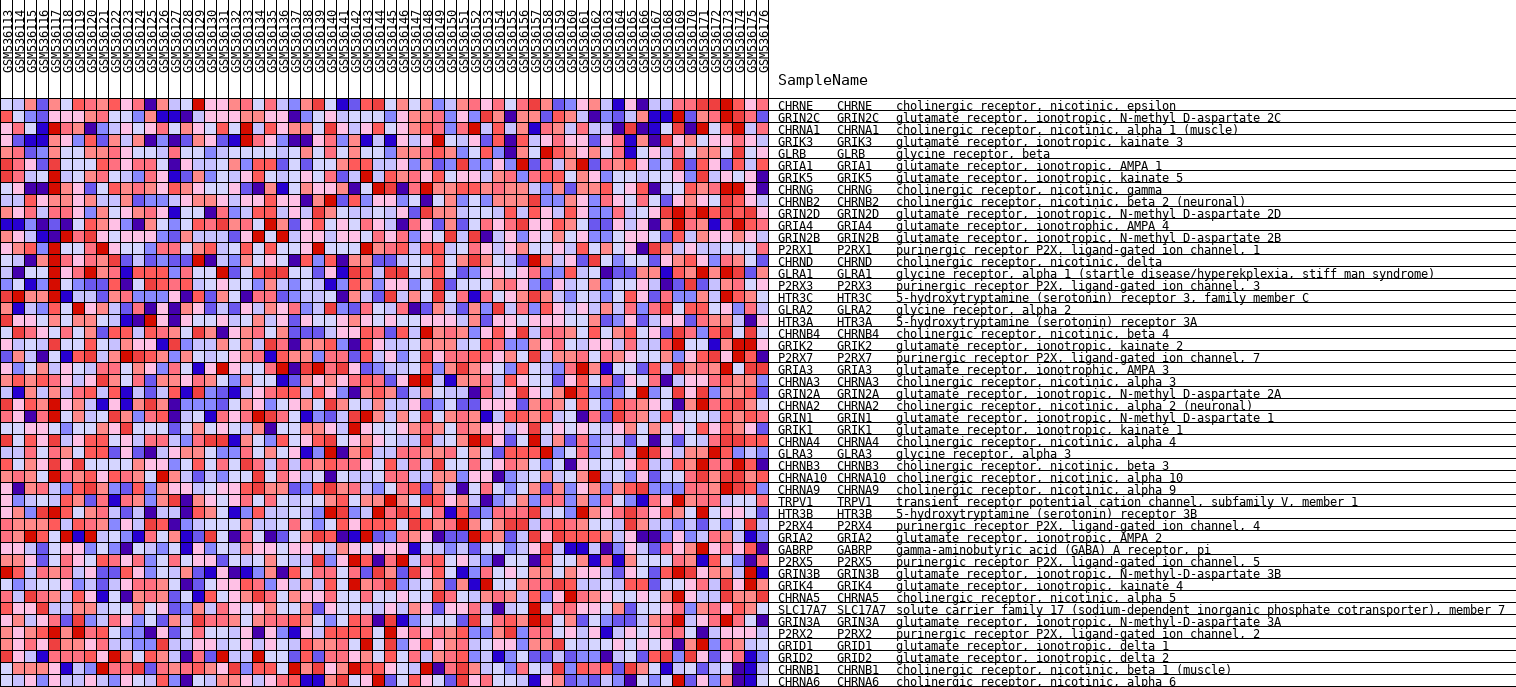 GSM536113 GSM536114 GSM536115 GSM536116 GSM536117 GSM536118 GSM536119 GSM536120 GSM536121 GSM536122 GSM536123 GSM536124 GSM536125 GSM536126 GSM536127 GSM536128 GSM536129 GSM536130 GSM536131 GSM536132 GSM536133 GSM536134 GSM536135 GSM536136 GSM536137 GSM536138 GSM536139 GSM536140 GSM536141 GSM536142 GSM536143 GSM536144 GSM536145 GSM536146 GSM536147 GSM536148 GSM536149 GSM536150 GSM536151 GSM536152 GSM536153 GSM536154 GSM536155 GSM536156 GSM536157 GSM536158 GSM536159 GSM536160 GSM536161 GSM536162 GSM536163 GSM536164 GSM536165 GSM536166 GSM536167 GSM536168 GSM536169 GSM536170 GSM536171 GSM536172 GSM536173 GSM536174 GSM536175 GSM536176
SampleName
CHRNE CHRNE cholinergic receptor, nicotinic, epsilon
GRIN2C GRIN2C glutamate receptor, ionotropic, N-methyl D-aspartate 2C
CHRNA1 CHRNA1 cholinergic receptor, nicotinic, alpha 1 (muscle)
GRIK3 GRIK3 glutamate receptor, ionotropic, kainate 3
GLRB GLRB glycine receptor, beta
GRIA1 GRIA1 glutamate receptor, ionotropic, AMPA 1
GRIK5 GRIK5 glutamate receptor, ionotropic, kainate 5
CHRNG CHRNG cholinergic receptor, nicotinic, gamma
CHRNB2 CHRNB2 cholinergic receptor, nicotinic, beta 2 (neuronal)
GRIN2D GRIN2D glutamate receptor, ionotropic, N-methyl D-aspartate 2D
GRIA4 GRIA4 glutamate receptor, ionotrophic, AMPA 4
GRIN2B GRIN2B glutamate receptor, ionotropic, N-methyl D-aspartate 2B
P2RX1 P2RX1 purinergic receptor P2X, ligand-gated ion channel, 1
CHRND CHRND cholinergic receptor, nicotinic, delta
GLRA1 GLRA1 glycine receptor, alpha 1 (startle disease/hyperekplexia, stiff man syndrome)
P2RX3 P2RX3 purinergic receptor P2X, ligand-gated ion channel, 3
HTR3C HTR3C 5-hydroxytryptamine (serotonin) receptor 3, family member C
GLRA2 GLRA2 glycine receptor, alpha 2
HTR3A HTR3A 5-hydroxytryptamine (serotonin) receptor 3A
CHRNB4 CHRNB4 cholinergic receptor, nicotinic, beta 4
GRIK2 GRIK2 glutamate receptor, ionotropic, kainate 2
P2RX7 P2RX7 purinergic receptor P2X, ligand-gated ion channel, 7
GRIA3 GRIA3 glutamate receptor, ionotrophic, AMPA 3
CHRNA3 CHRNA3 cholinergic receptor, nicotinic, alpha 3
GRIN2A GRIN2A glutamate receptor, ionotropic, N-methyl D-aspartate 2A
CHRNA2 CHRNA2 cholinergic receptor, nicotinic, alpha 2 (neuronal)
GRIN1 GRIN1 glutamate receptor, ionotropic, N-methyl D-aspartate 1
GRIK1 GRIK1 glutamate receptor, ionotropic, kainate 1
CHRNA4 CHRNA4 cholinergic receptor, nicotinic, alpha 4
GLRA3 GLRA3 glycine receptor, alpha 3
CHRNB3 CHRNB3 cholinergic receptor, nicotinic, beta 3
CHRNA10 CHRNA10 cholinergic receptor, nicotinic, alpha 10
CHRNA9 CHRNA9 cholinergic receptor, nicotinic, alpha 9
TRPV1 TRPV1 transient receptor potential cation channel, subfamily V, member 1
HTR3B HTR3B 5-hydroxytryptamine (serotonin) receptor 3B
P2RX4 P2RX4 purinergic receptor P2X, ligand-gated ion channel, 4
GRIA2 GRIA2 glutamate receptor, ionotropic, AMPA 2
GABRP GABRP gamma-aminobutyric acid (GABA) A receptor, pi
P2RX5 P2RX5 purinergic receptor P2X, ligand-gated ion channel, 5
GRIN3B GRIN3B glutamate receptor, ionotropic, N-methyl-D-aspartate 3B
GRIK4 GRIK4 glutamate receptor, ionotropic, kainate 4
CHRNA5 CHRNA5 cholinergic receptor, nicotinic, alpha 5
SLC17A7 SLC17A7 solute carrier family 17 (sodium-dependent inorganic phosphate cotransporter), member 7
GRIN3A GRIN3A glutamate receptor, ionotropic, N-methyl-D-aspartate 3A
P2RX2 P2RX2 purinergic receptor P2X, ligand-gated ion channel, 2
GRID1 GRID1 glutamate receptor, ionotropic, delta 1
GRID2 GRID2 glutamate receptor, ionotropic, delta 2
CHRNB1 CHRNB1 cholinergic receptor, nicotinic, beta 1 (muscle)
CHRNA6 CHRNA6 cholinergic receptor, nicotinic, alpha 6